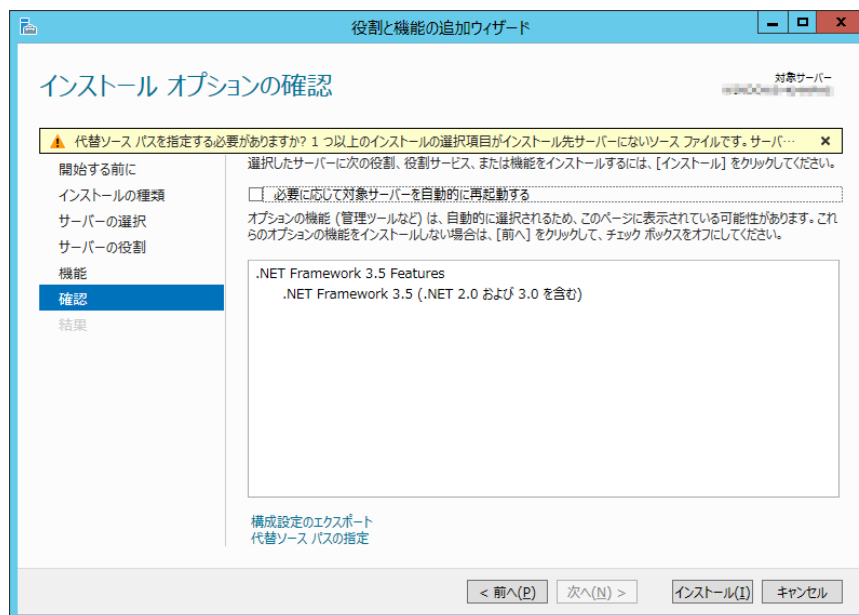 役割と機能の追加ウィザード
インストール オプションの確認
対象サーバー
代替ソース パスを指定する必要がありますか? 1 つ以上のインストールの選択項目がインストール先サーバーにないソース ファイルです。サーバ…
開始する前に
インストールの種類
サーバーの選択
サーバーの役割
機能
確認
結果
選択したサーバーに次の役割、役割サービス、または機能をインストールするには、[インストール] をクリックしてください。
必要に応じて対象サーバーを自動的に再起動する
オプションの機能 (管理ツールなど) は、自動的に選択されるため、このページに表示されている可能性があります。これ
らのオプションの機能をインストールしない場合は、[前へ] をクリックして、チェック ボックスをオフにしてください。
.NET Framework 3.5 Features
.NET Framework 3.5 (.NET 2.0 および 3.0 を含む)
構成設定のエクスポート
代替ソース パスの指定
< 前へ(P)
次へ(N) >
インストール(I)
キャンセル